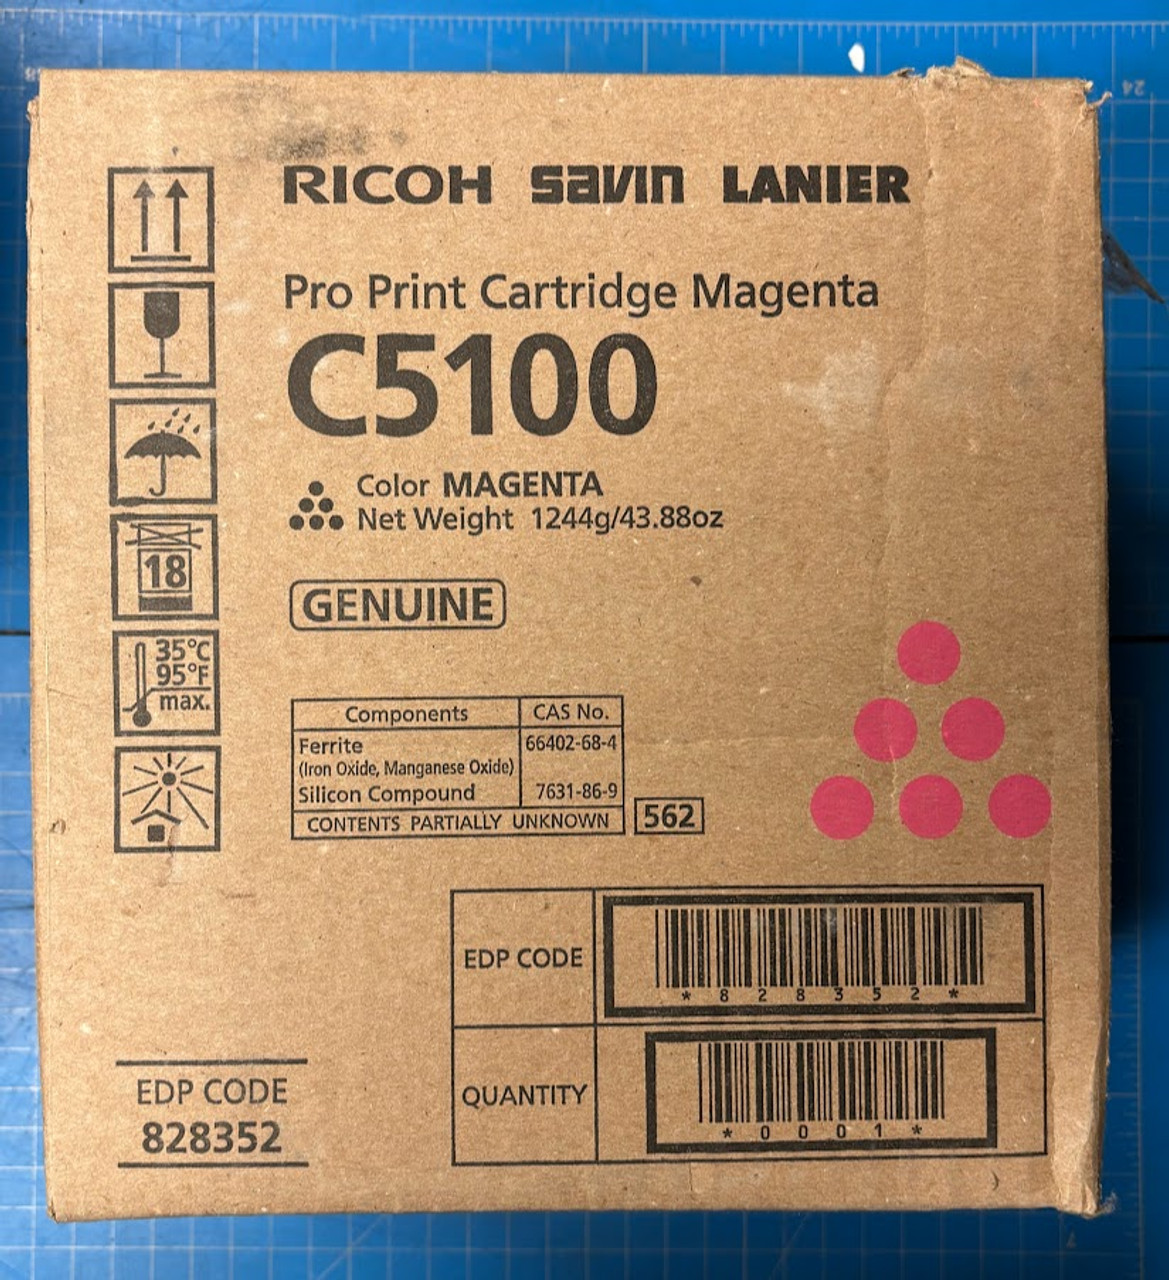 RICOH savin LANIER
Pro Print Cartridge Magenta
C5100
Color MAGENTA
Net Weight 1244g/43.88oz
GENUINE
18
35°C
95°F
max.
Components CAS No.
Ferrite 66402-68-4
(Iron Oxide, Manganese Oxide)
Silicon Compound 7631-86-9
CONTENTS PARTIALLY UNKNOWN
562
EDP CODE
*828352*
QUANTITY
*0001*
EDP CODE
828352
24
7